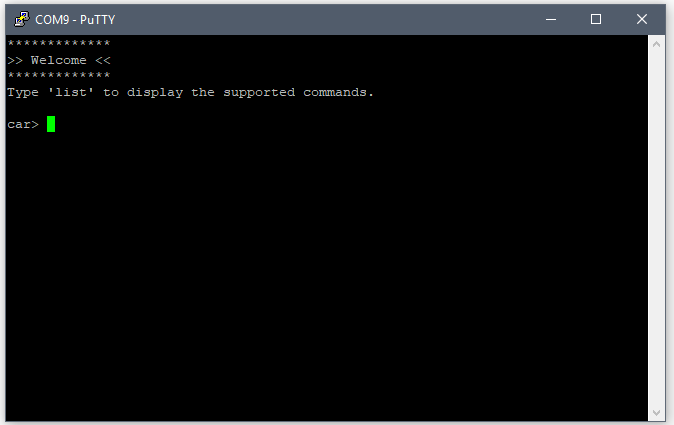 COM9 - PuTTY
*************
>> Welcome <<
*************
Type 'list' to display the supported commands.
car>